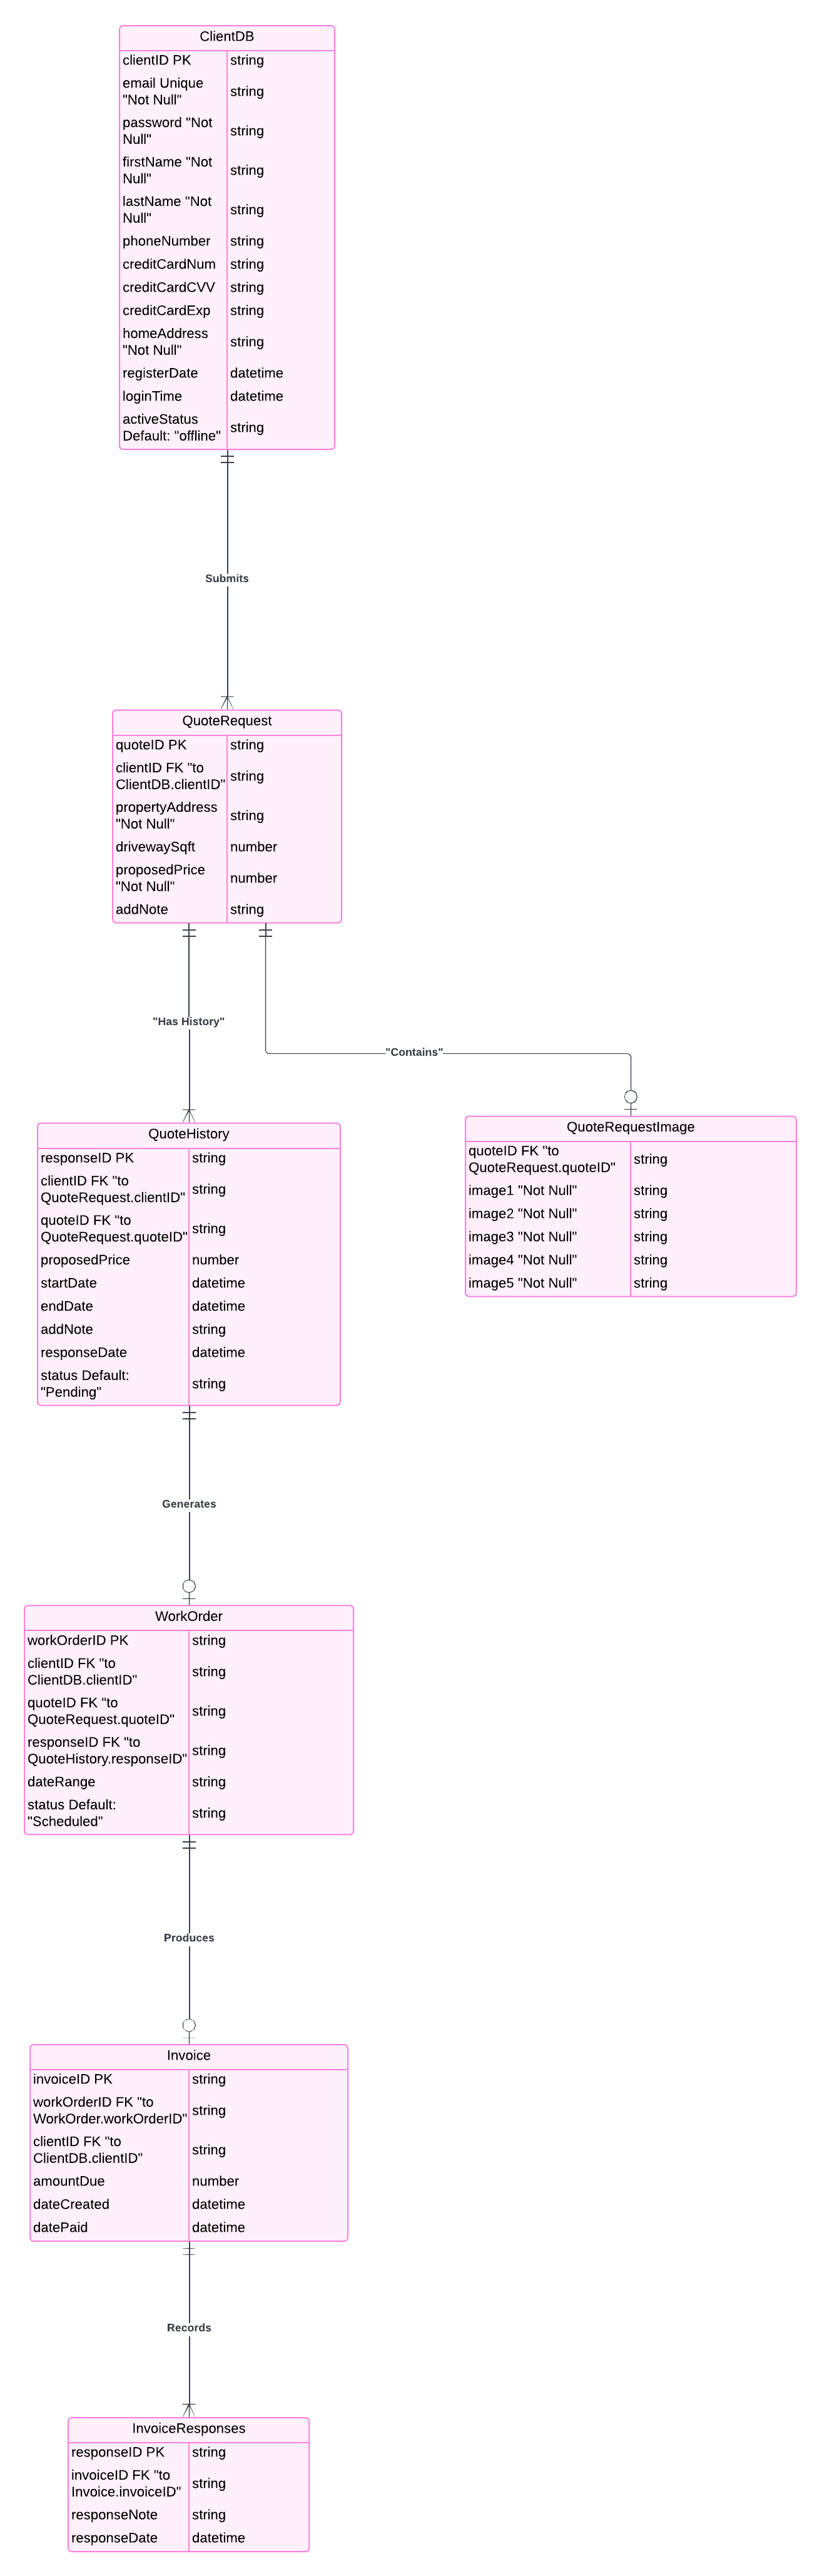 ClientDB
clientID PK string
email Unique
"Not Null" string
password "Not
Null" string
firstName "Not
Null" string
lastName "Not
Null" string
phoneNumber string
creditCardNum string
creditCardCVV string
creditCardExp string
homeAddress
"Not Null" string
registerDate datetime
loginTime datetime
activeStatus
Default: "offline" string
Submits
QuoteRequest
quoteID PK string
clientID FK "to
ClientDB.clientID" string
propertyAddress
"Not Null" string
drivewaySqft number
proposedPrice
"Not Null" number
addNote string
"Has History"
"Contains"
QuoteHistory
responseID PK string
clientID FK "to
QuoteRequest.clientID" string
quoteID FK "to
QuoteRequest.quoteID" string
proposedPrice number
startDate datetime
endDate datetime
addNote string
responseDate datetime
status Default:
"Pending" string
QuoteRequestImage
quoteID FK "to
QuoteRequest.quoteID" string
image1 "Not Null" string
image2 "Not Null" string
image3 "Not Null" string
image4 "Not Null" string
image5 "Not Null" string
Generates
WorkOrder
workOrderID PK string
clientID FK "to
ClientDB.clientID" string
quoteID FK "to
QuoteRequest.quoteID" string
responseID FK "to
QuoteHistory.responseID" string
dateRange string
status Default:
"Scheduled" string
Produces
Invoice
invoiceID PK string
workOrderID FK "to
WorkOrder.workOrderID" string
clientID FK "to
ClientDB.clientID" string
amountDue number
dateCreated datetime
datePaid datetime
Records
InvoiceResponses
responseID PK string
invoiceID FK "to
Invoice.invoiceID" string
responseNote string
responseDate datetime